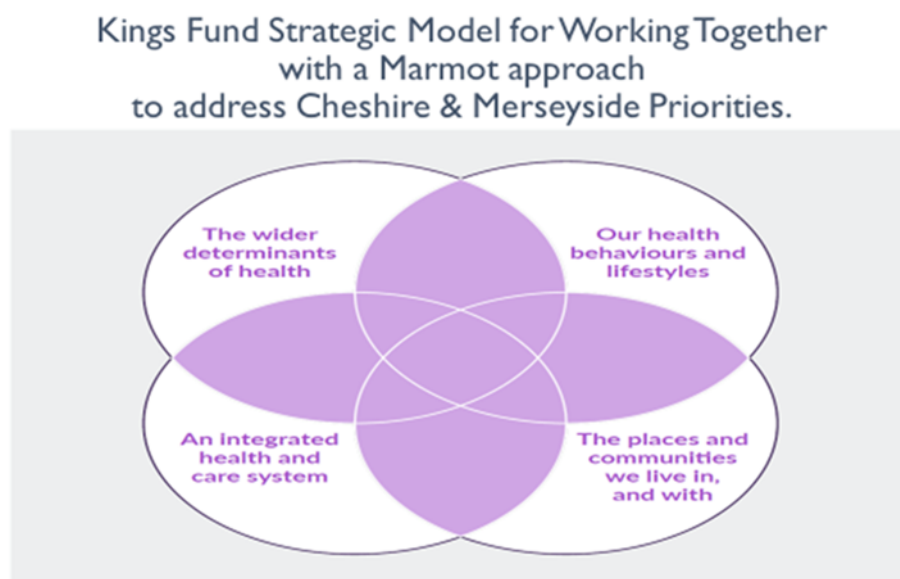 Kings Fund Strategic Model for Working Together
with a Marmot approach
to address Cheshire & Merseyside Priorities.
The wider
determinants
of health
Our health
behaviours and
lifestyles
An integrated
health and
care system
The places and
communities
we live in,
and with